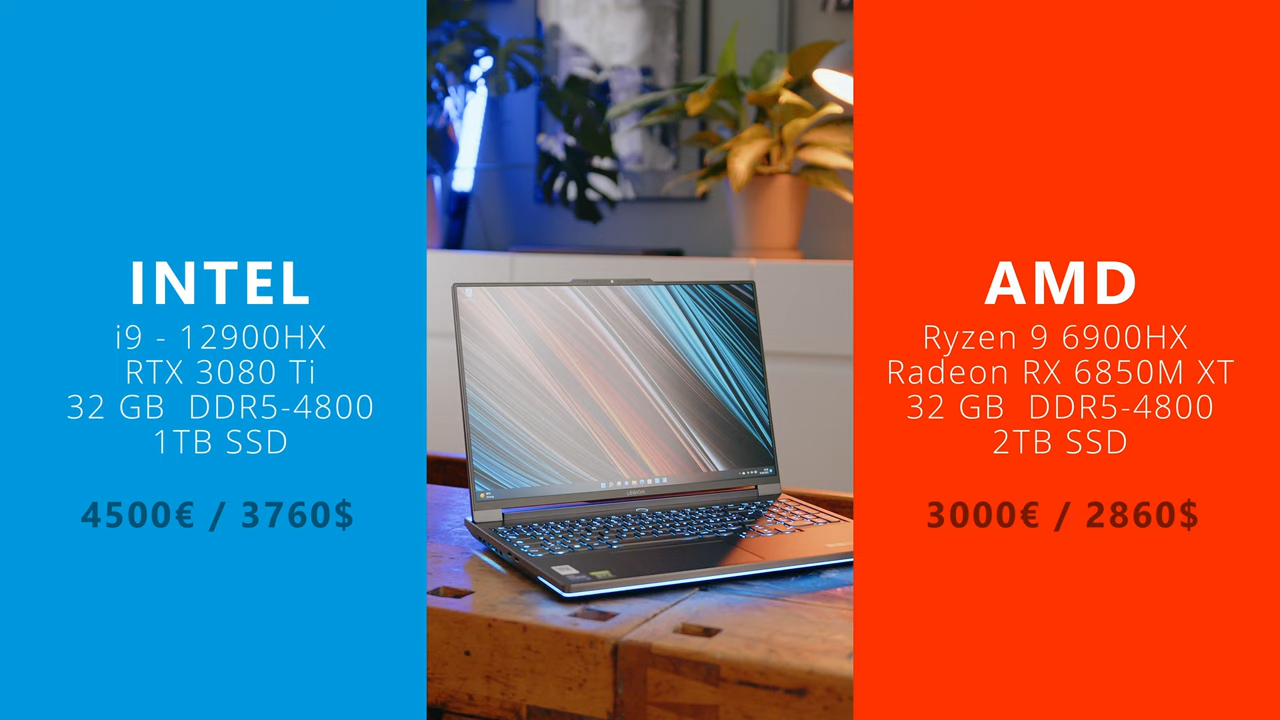 INTEL
i9 - 12900HX
RTX 3080 Ti
32 GB  DDR5-4800
1TB SSD
4500€ / 3760$
AMD
Ryzen 9 6900HX
Radeon RX 6850M XT
32 GB  DDR5-4800
2TB SSD
3000€ / 2860$